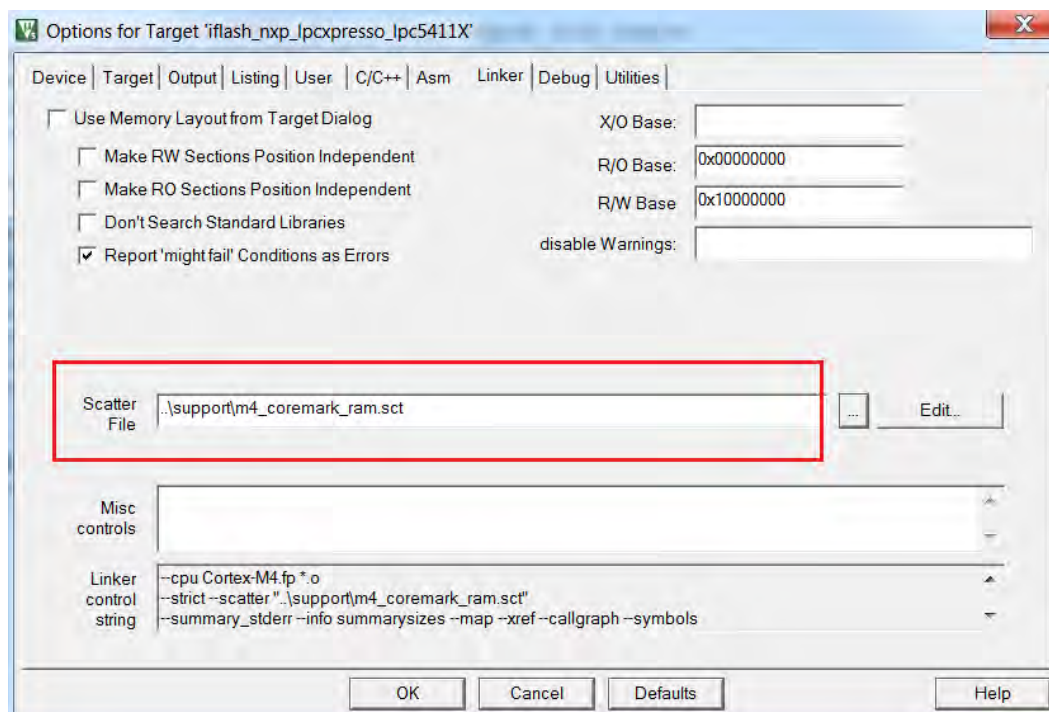 Options for Target 'iflash_nxp_lpcxpresso_lpc5411X'
X
Device Target Output Listing User C/C++ Asm Linker Debug Utilities
Use Memory Layout from Target Dialog
X/O Base:
Make RW Sections Position Independent
R/O Base: 0x00000000
Make RO Sections Position Independent
R/W Base 0x10000000
Don't Search Standard Libraries
disable Warnings:
Report 'might fail' Conditions as Errors
Scatter
File
..\support\m4_coremark_ram.sct
... Edit...
Misc
controls
Linker
control
string
--cpu Cortex-M4.fp *.o
--strict --scatter "..\support\m4_coremark_ram.sct"
--summary_stderr --info summarysizes --map --xref --callgraph --symbols
OK Cancel Defaults Help